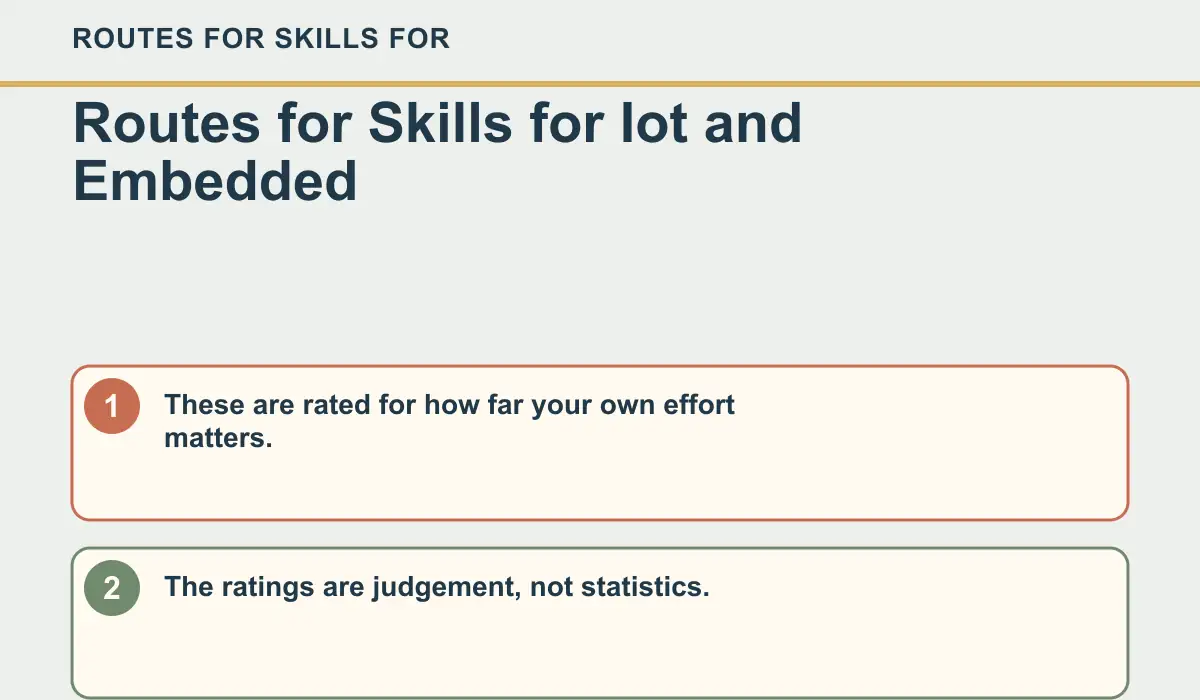 ROUTES FOR SKILLS FOR
Routes for Skills for Iot and
Embedded
1
These are rated for how far your own effort
matters.
2
The ratings are judgement, not statistics.